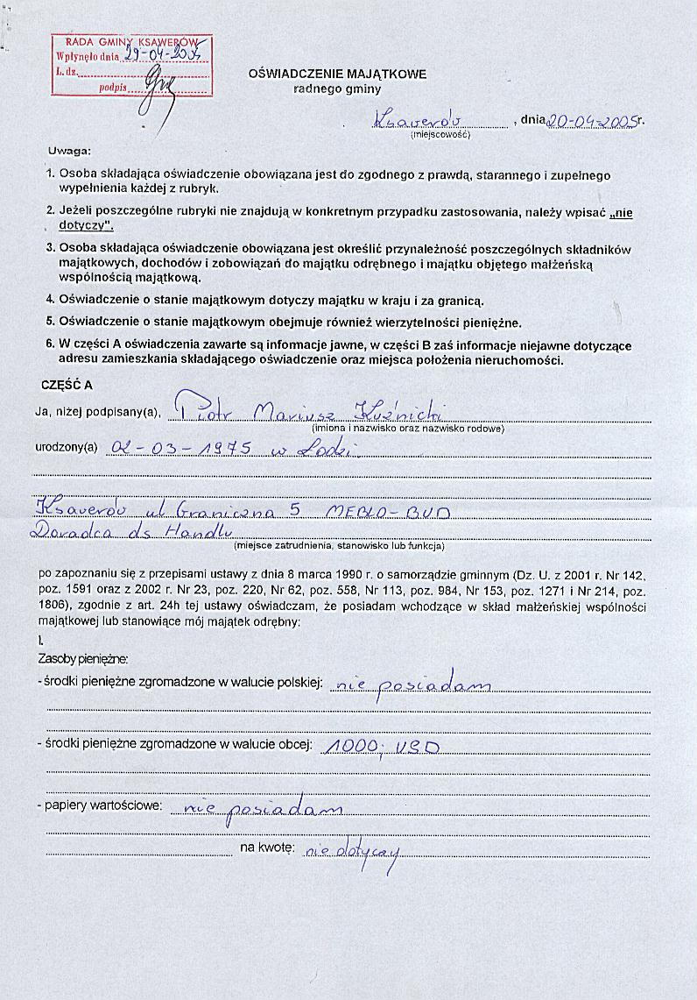 RADA GMINY KSAWERÓW
Wpłynęło dnia 29-04-2005
L.dz.
podpis
OŚWIADCZENIE MAJĄTKOWE
radnego gminy
Ksawerów, dnia 20-04-2005 r.
(miejscowość)
Uwaga:
1. Osoba składająca oświadczenie obowiązana jest do zgodnego z prawdą, starannego i zupełnego
wypełnienia każdej z rubryk.
2. Jeżeli poszczególne rubryki nie znajdują w konkretnym przypadku zastosowania, należy wpisać „nie
dotyczy".
3. Osoba składająca oświadczenie obowiązana jest określić przynależność poszczególnych składników
majątkowych, dochodów i zobowiązań do majątku odrębnego i majątku objętego małżeńską
wspólnością majątkową.
4. Oświadczenie o stanie majątkowym dotyczy majątku w kraju i za granicą.
5. Oświadczenie o stanie majątkowym obejmuje również wierzytelności pieniężne.
6. W części A oświadczenia zawarte są informacje jawne, w części B zaś informacje niejawne dotyczące
adresu zamieszkania składającego oświadczenie oraz miejsca położenia nieruchomości.
CZĘŚĆ A
Ja, niżej podpisany(a), Piotr Mariusz Kuźnicki
(imiona i nazwisko oraz nazwisko rodowe)
urodzony(a) 02-03-1975 w Łodzi
Ksawerów ul Graniczna 5 MEBLO-BUD
Doradca ds Handlu
(miejsce zatrudnienia, stanowisko lub funkcja)
po zapoznaniu się z przepisami ustawy z dnia 8 marca 1990 r. o samorządzie gminnym (Dz. U. z 2001 r. Nr 142,
poz. 1591 oraz z 2002 r. Nr 23, poz. 220, Nr 62, poz. 558, Nr 113, poz. 984, Nr 153, poz. 1271 i Nr 214, poz.
1806), zgodnie z art. 24h tej ustawy oświadczam, że posiadam wchodzące w skład małżeńskiej wspólności
majątkowej lub stanowiące mój majątek odrębny:
I.
Zasoby pieniężne:
- środki pieniężne zgromadzone w walucie polskiej: nie posiadam
- środki pieniężne zgromadzone w walucie obcej: 1000,- USD
- papiery wartościowe: nie posiadam
na kwotę: nie dotyczy